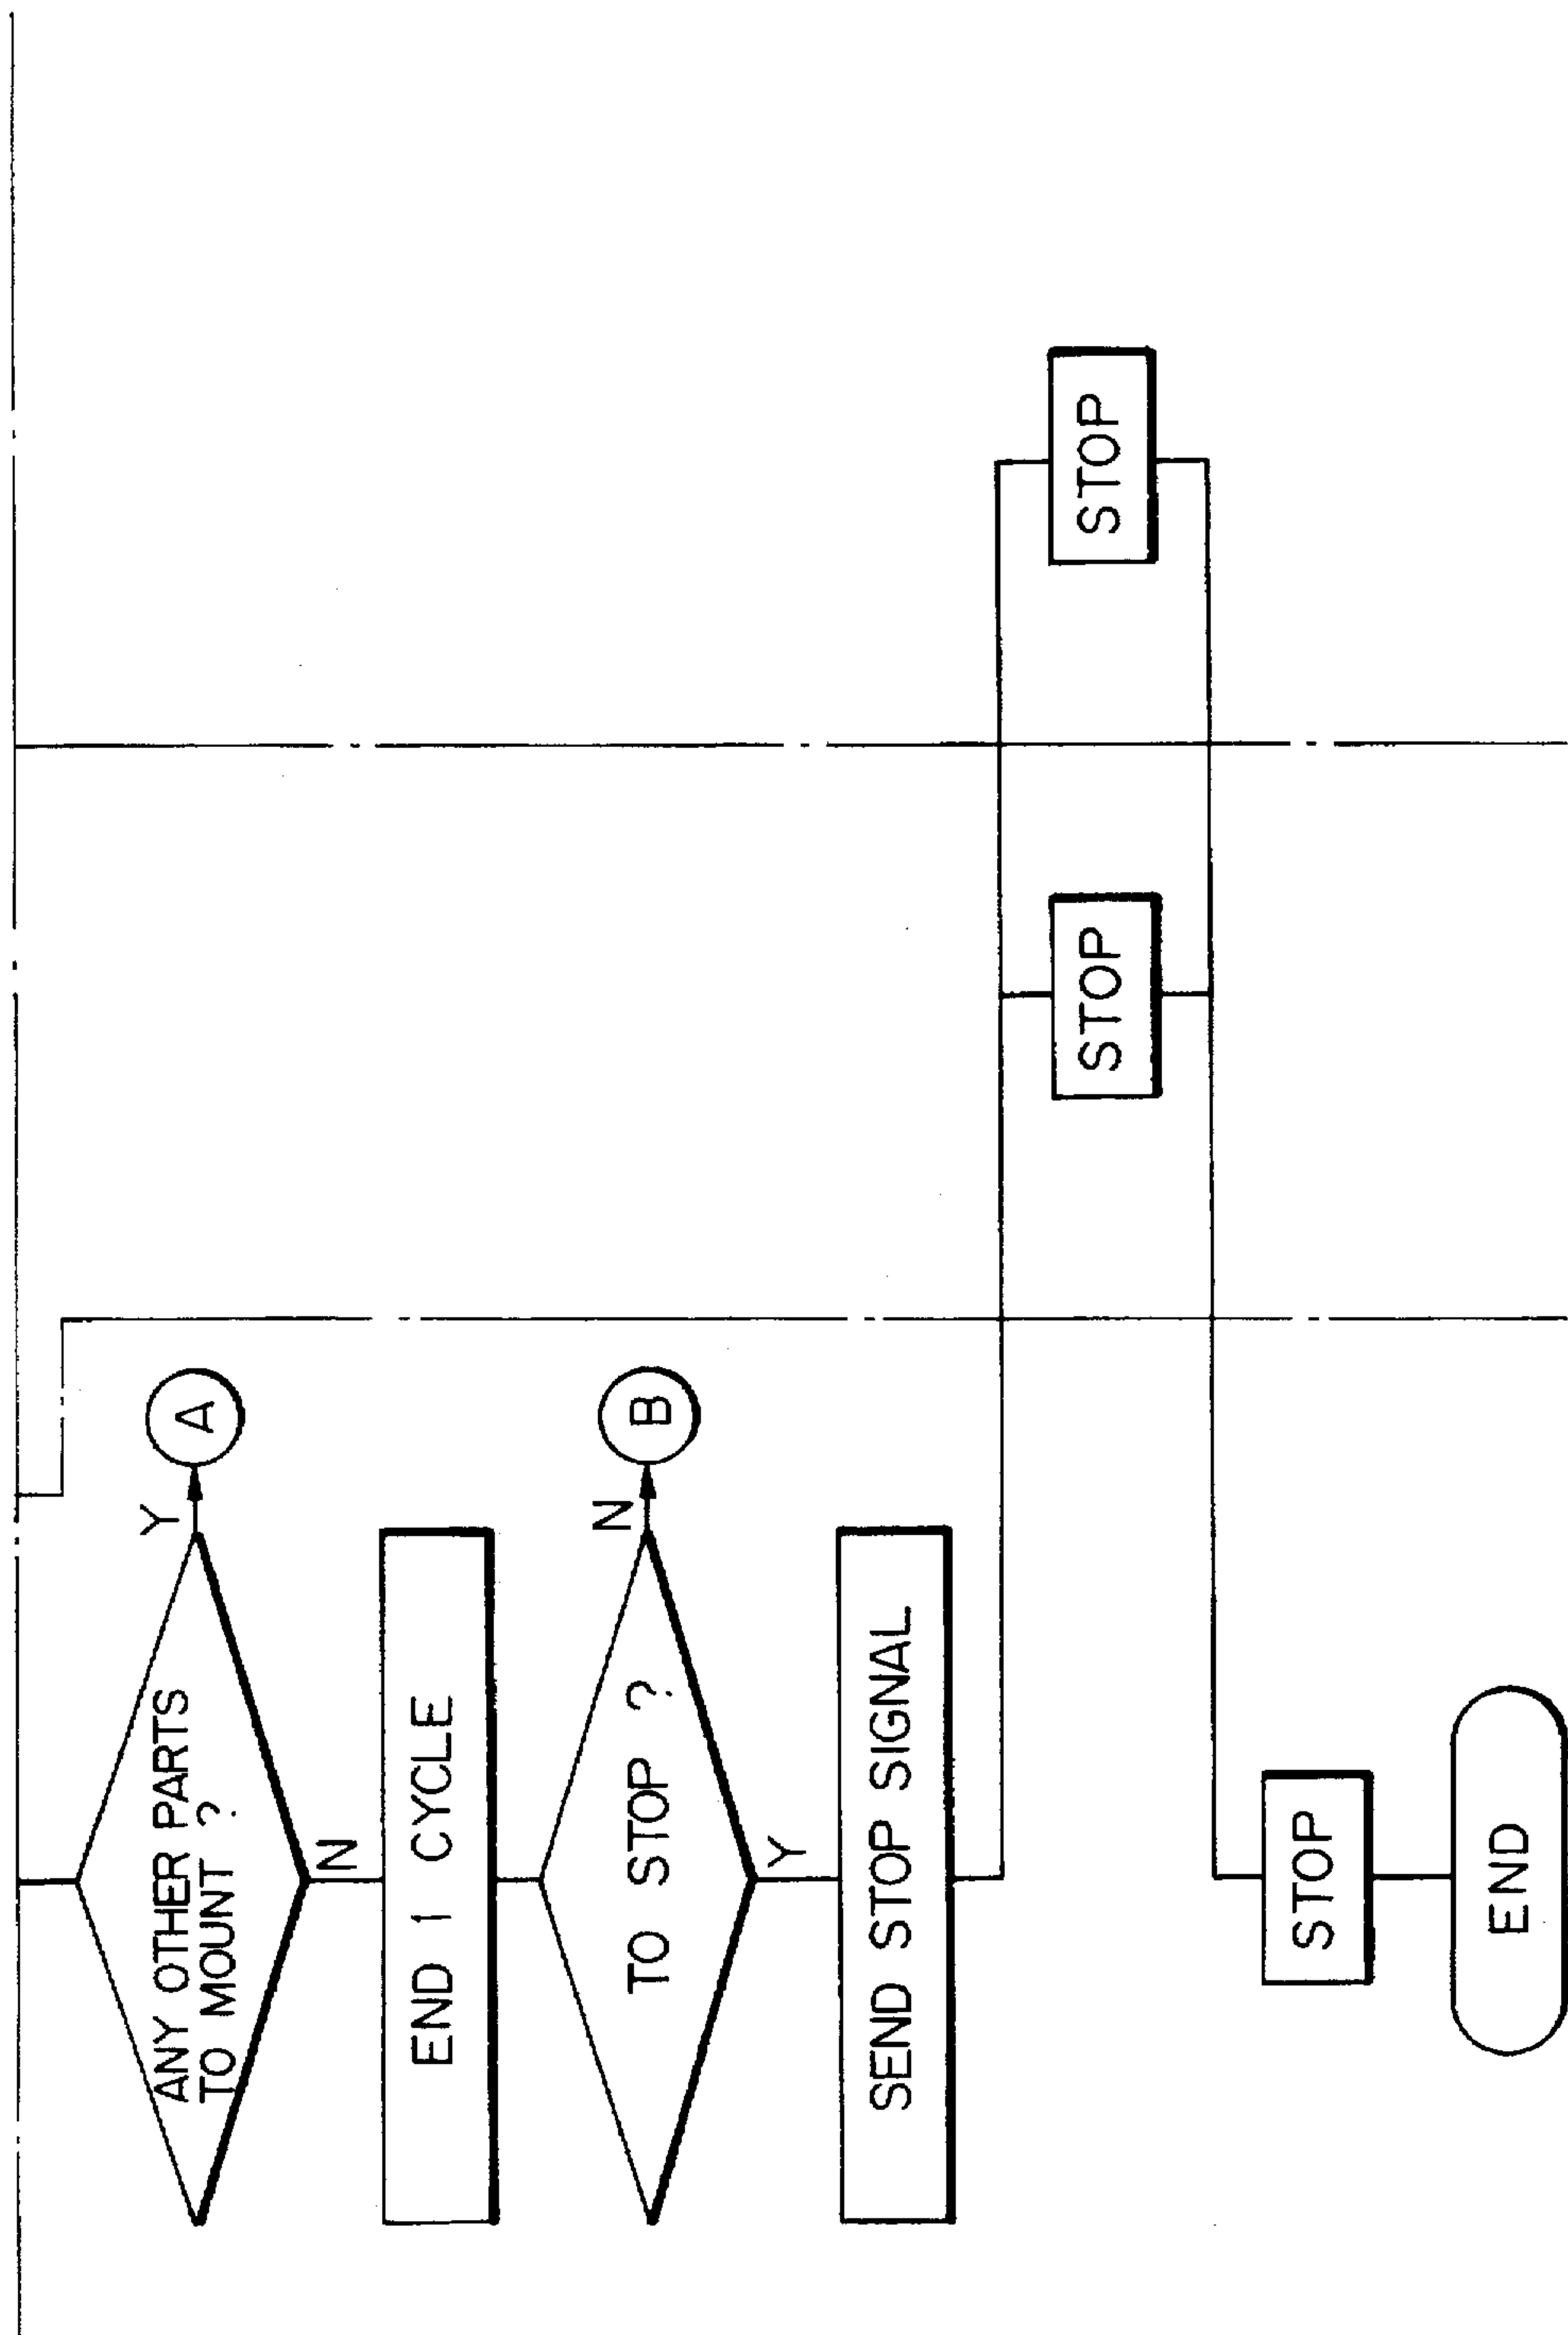 ANY OTHER PARTS
TO MOUNT ?
Y
A
N
END 1 CYCLE
TO STOP ?
N
B
Y
SEND STOP SIGNAL
STOP
STOP
STOP
END